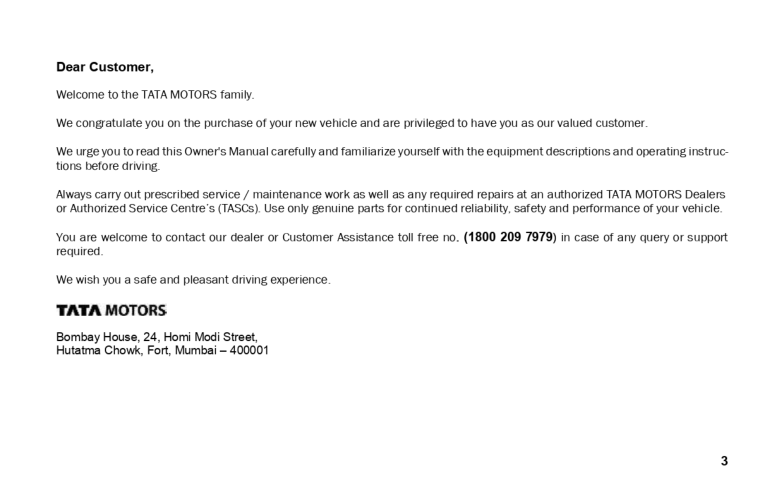 Dear Customer,
Welcome to the TATA MOTORS family.
We congratulate you on the purchase of your new vehicle and are privileged to have you as our valued customer.
We urge you to read this Owner's Manual carefully and familiarize yourself with the equipment descriptions and operating instruc-
tions before driving.
Always carry out prescribed service / maintenance work as well as any required repairs at an authorized TATA MOTORS Dealers
or Authorized Service Centre's (TASCs). Use only genuine parts for continued reliability, safety and performance of your vehicle.
You are welcome to contact our dealer or Customer Assistance toll free no. (1800 209 7979) in case of any query or support
required.
We wish you a safe and pleasant driving experience.
TATA MOTORS
Bombay House, 24, Homi Modi Street,
Hutatma Chowk, Fort, Mumbai – 400001
3